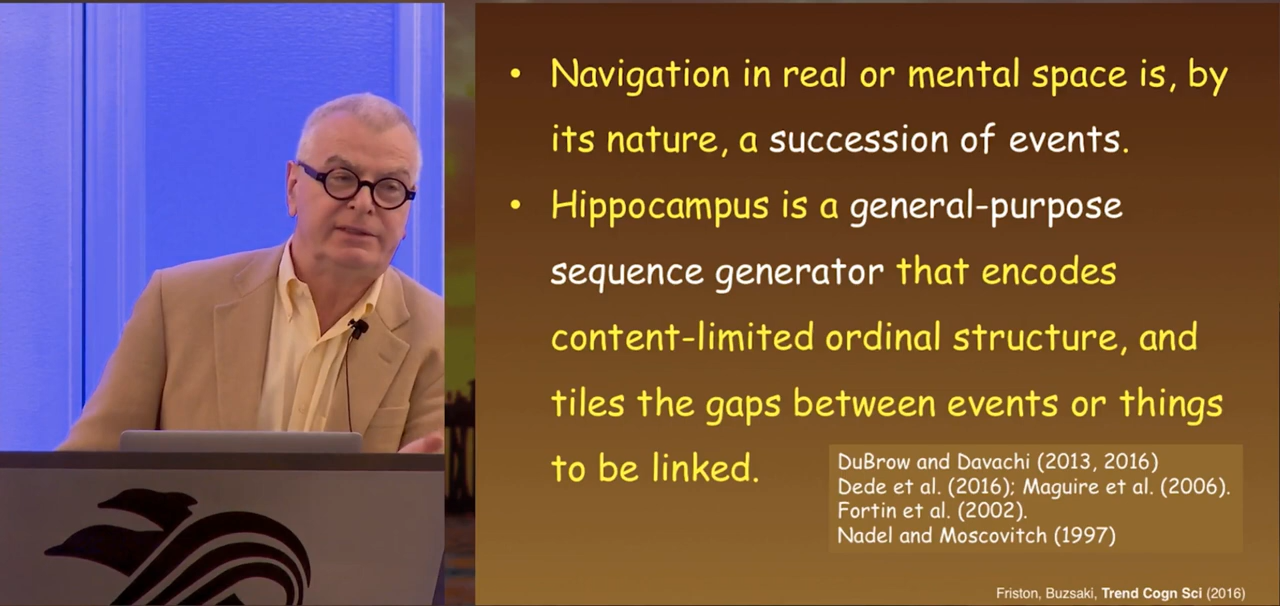 • Navigation in real or mental space is, by
its nature, a succession of events.
• Hippocampus is a general-purpose
sequence generator that encodes
content-limited ordinal structure, and
tiles the gaps between events or things
to be linked.
DuBrow and Davachi (2013, 2016)
Dede et al. (2016); Maguire et al. (2006).
Fortin et al. (2002).
Nadel and Moscovitch (1997)
Friston, Buzsaki, Trend Cogn Sci (2016)